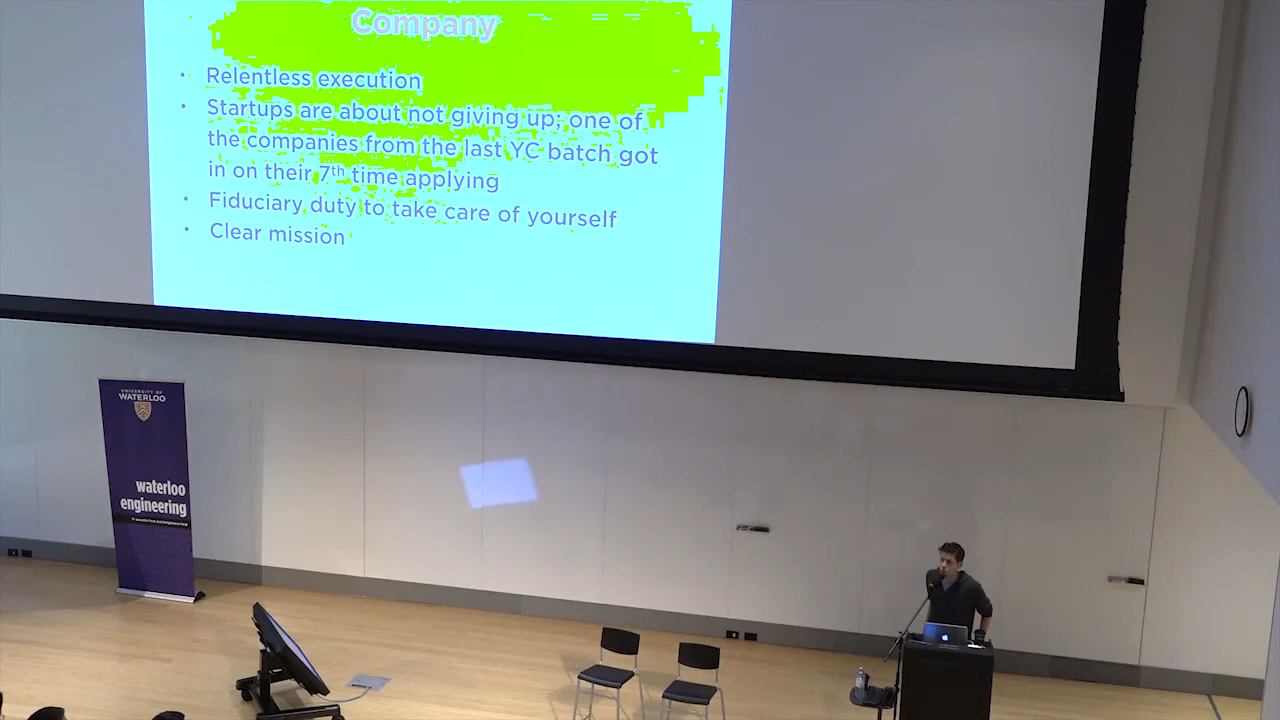 Company
• Relentless execution
• Startups are about not giving up; one of
the companies from the last YC batch got
in on their 7th time applying
• Fiduciary duty to take care of yourself
• Clear mission
UNIVERSITY OF
WATERLOO
waterloo
engineering